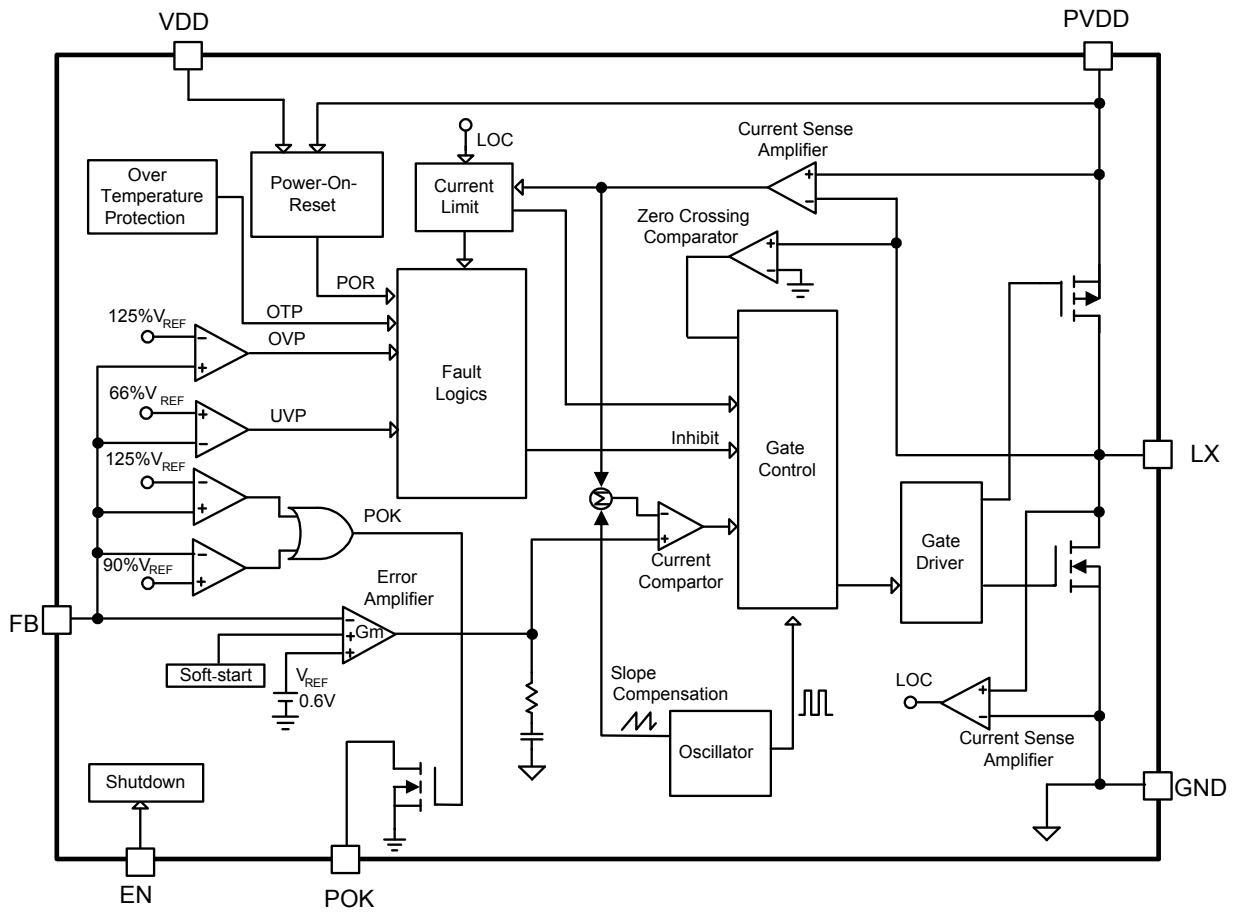 VDD
PVDD
LOC
Current Sense
Amplifier
Over
Temperature
Protection
Power-On-
Reset
Current
Limit
Zero Crossing
Comparator
POR
OTP
125%VREF
OVP
Fault
Logics
66%VREF
UVP
Inhibit
Gate
Control
LX
125%VREF
POK
Σ
Gate
Driver
90%VREF
Current
Compartor
Error
Amplifier
FB
Gm
Soft-start
VREF
0.6V
Slope
Compensation
LOC
Oscillator
Current Sense
Amplifier
Shutdown
GND
EN
POK